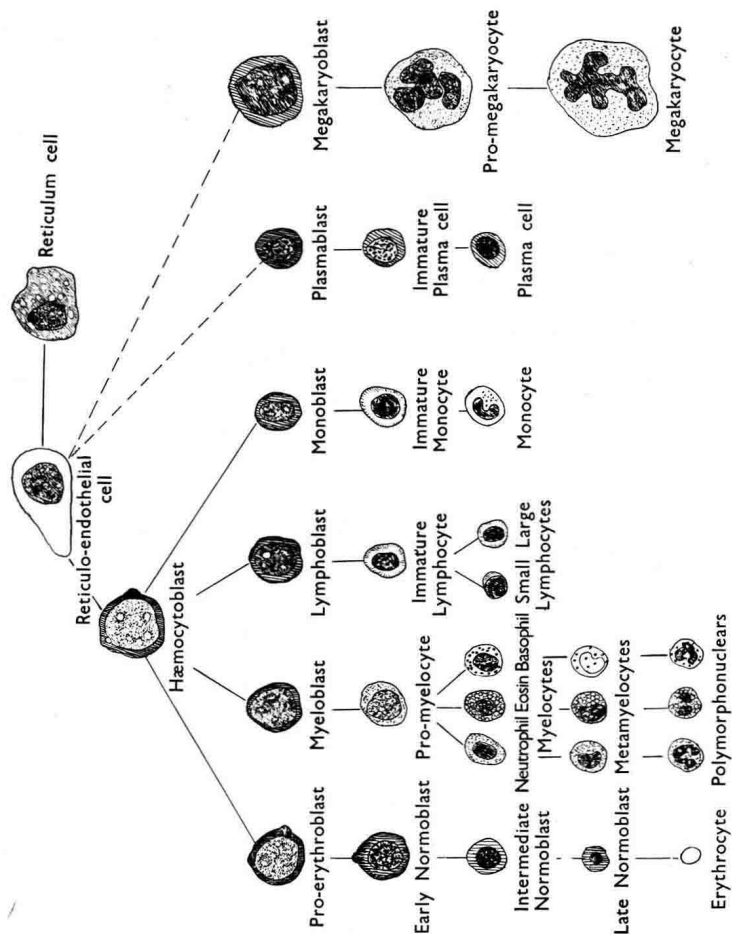 Reticulum cell
Reticulo-endothelial
cell
Hæmocytoblast
Pro-erythroblast
Myeloblast
Lymphoblast
Monoblast
Plasmablast
Megakaryoblast
Early Normoblast
Pro-myelocyte
Immature
Lymphocyte
Immature
Monocyte
Immature
Plasma cell
Pro-megakaryocyte
Intermediate
Normoblast
Neutrophil Eosin Basophil
Myelocytes
Small Large
Lymphocytes
Monocyte
Plasma cell
Megakaryocyte
Late Normoblast
Metamyelocytes
Erythrocyte
Polymorphonuclears